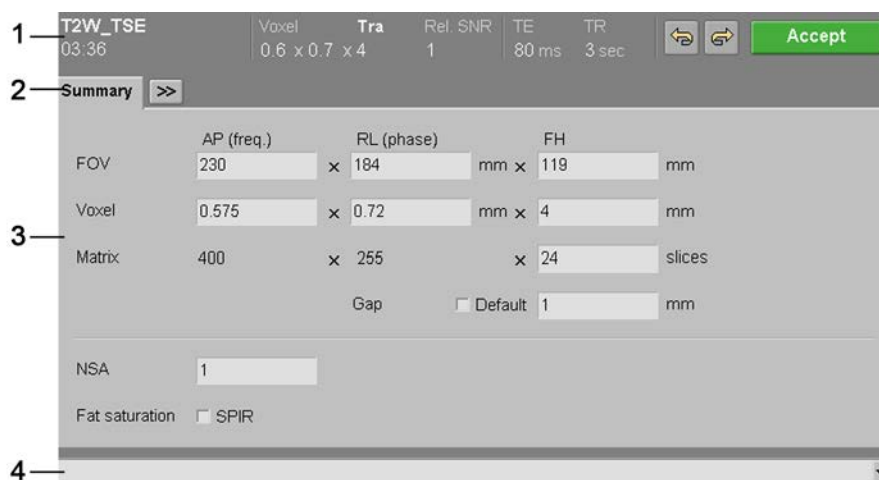 1 T2W_TSE Voxel Tra Rel. SNR TE TR Accept
03:36 0.6 x 0.7 x 4 1 80 ms 3 sec
2 Summary >>
AP (freq.) RL (phase) FH
FOV 230 x 184 mm x 119 mm
Voxel 0.575 x 0.72 mm x 4 mm
3
Matrix 400 x 255 x 24 slices
Gap Default 1 mm
NSA 1
Fat saturation SPIR
4